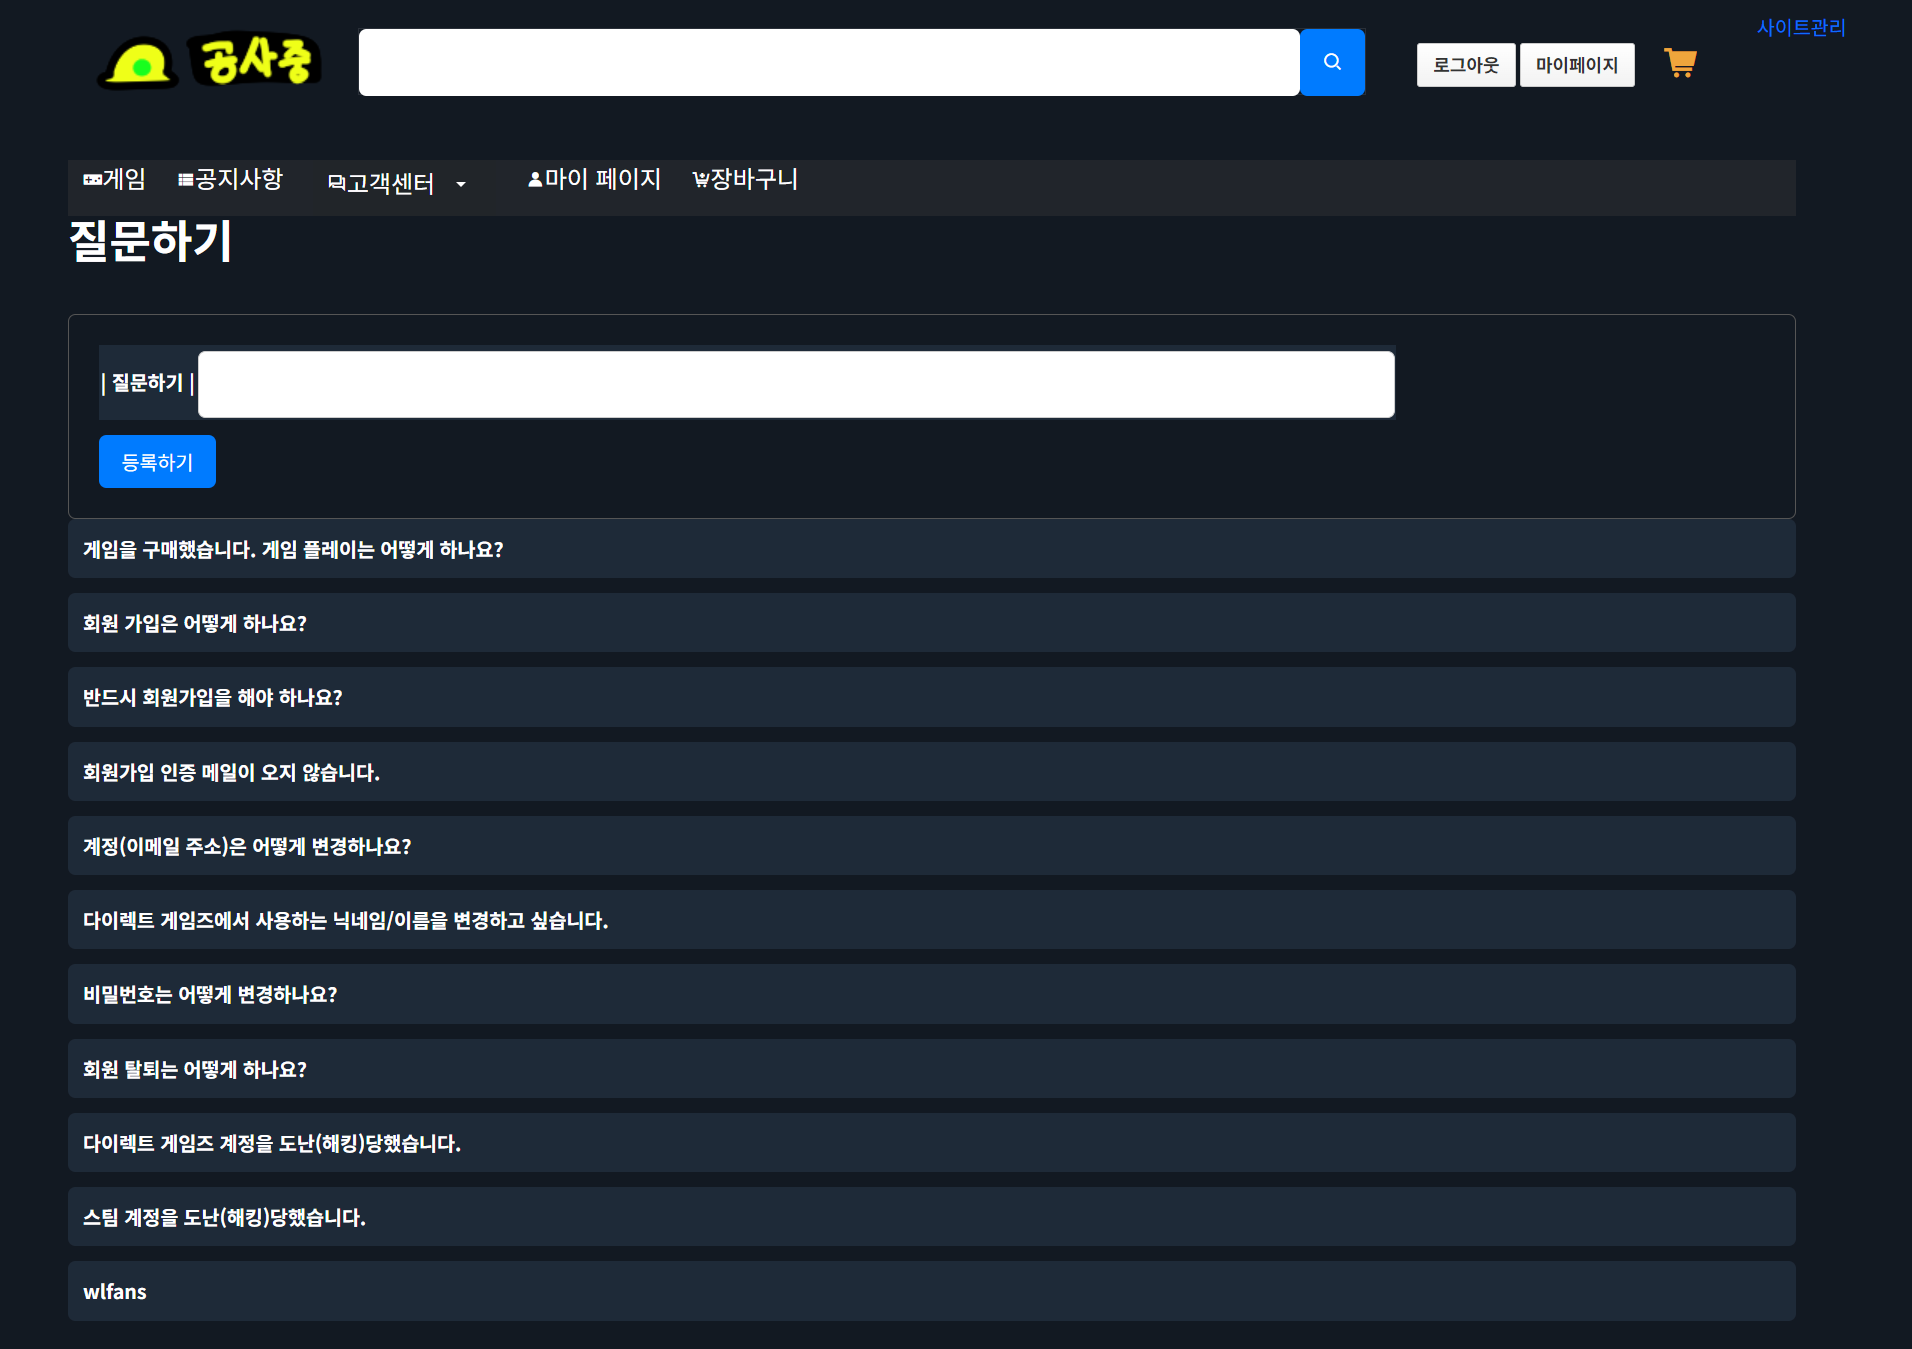 사이트관리
공사중
로그아웃 마이페이지
게임 공지사항 고객센터 마이 페이지 장바구니
질문하기
| 질문하기 |
등록하기
게임을 구매했습니다. 게임 플레이는 어떻게 하나요?
회원 가입은 어떻게 하나요?
반드시 회원가입을 해야 하나요?
회원가입 인증 메일이 오지 않습니다.
계정(이메일 주소)은 어떻게 변경하나요?
다이렉트 게임즈에서 사용하는 닉네임/이름을 변경하고 싶습니다.
비밀번호는 어떻게 변경하나요?
회원 탈퇴는 어떻게 하나요?
다이렉트 게임즈 계정을 도난(해킹)당했습니다.
스팀 계정을 도난(해킹)당했습니다.
wlfans